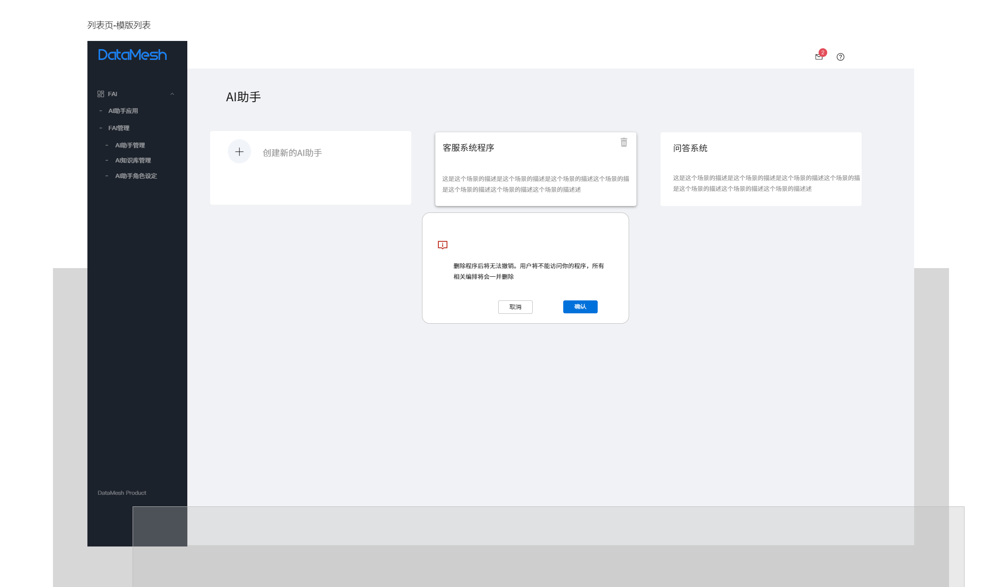 列表页-模版列表
DataMesh
2
FAI
- AI助手应用
- FAI管理
- AI助手管理
- AI知识库管理
- AI助手角色设定
DataMesh Product
AI助手
创建新的AI助手
客服系统程序
这是这个场景的描述是这个场景的描述是这个场景的描述这个场景的描
是这个场景的描述这个场景的描述这个场景的描述述
问答系统
这是这个场景的描述是这个场景的描述是这个场景的描述这个场景的描
是这个场景的描述这个场景的描述这个场景的描述述
删除程序后将无法撤销。用户将不能访问你的程序，所有
相关编排将会一并删除
取消
确认